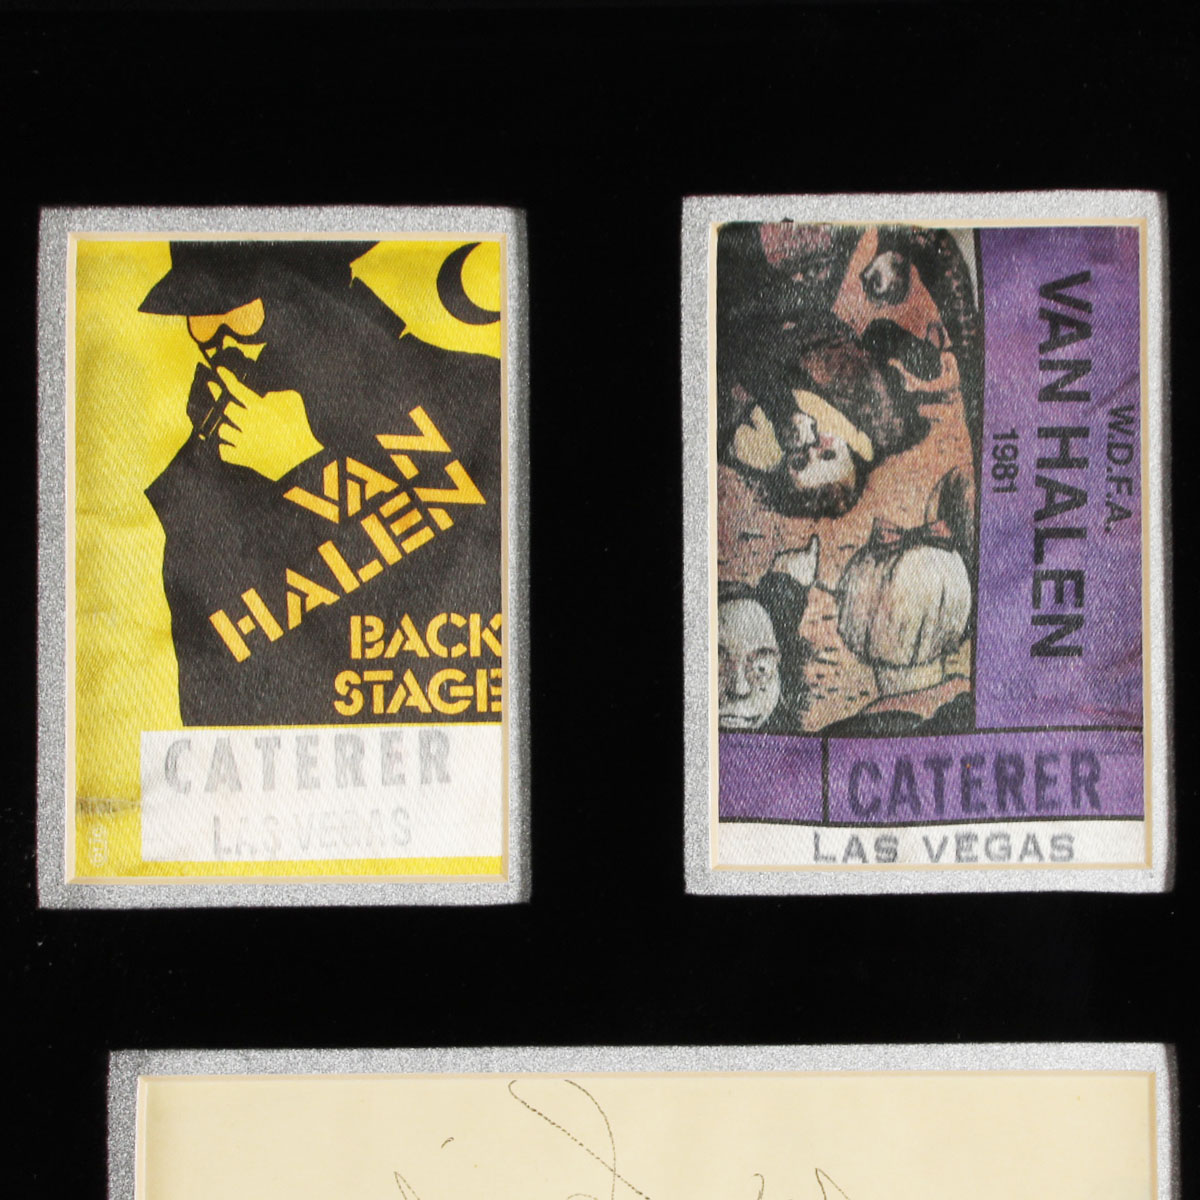 VAN
HALEN
BACK
STAGE
CATERER
LAS VEGAS
VAN HALEN
W.D.F.A.
1981
CATERER
LAS VEGAS